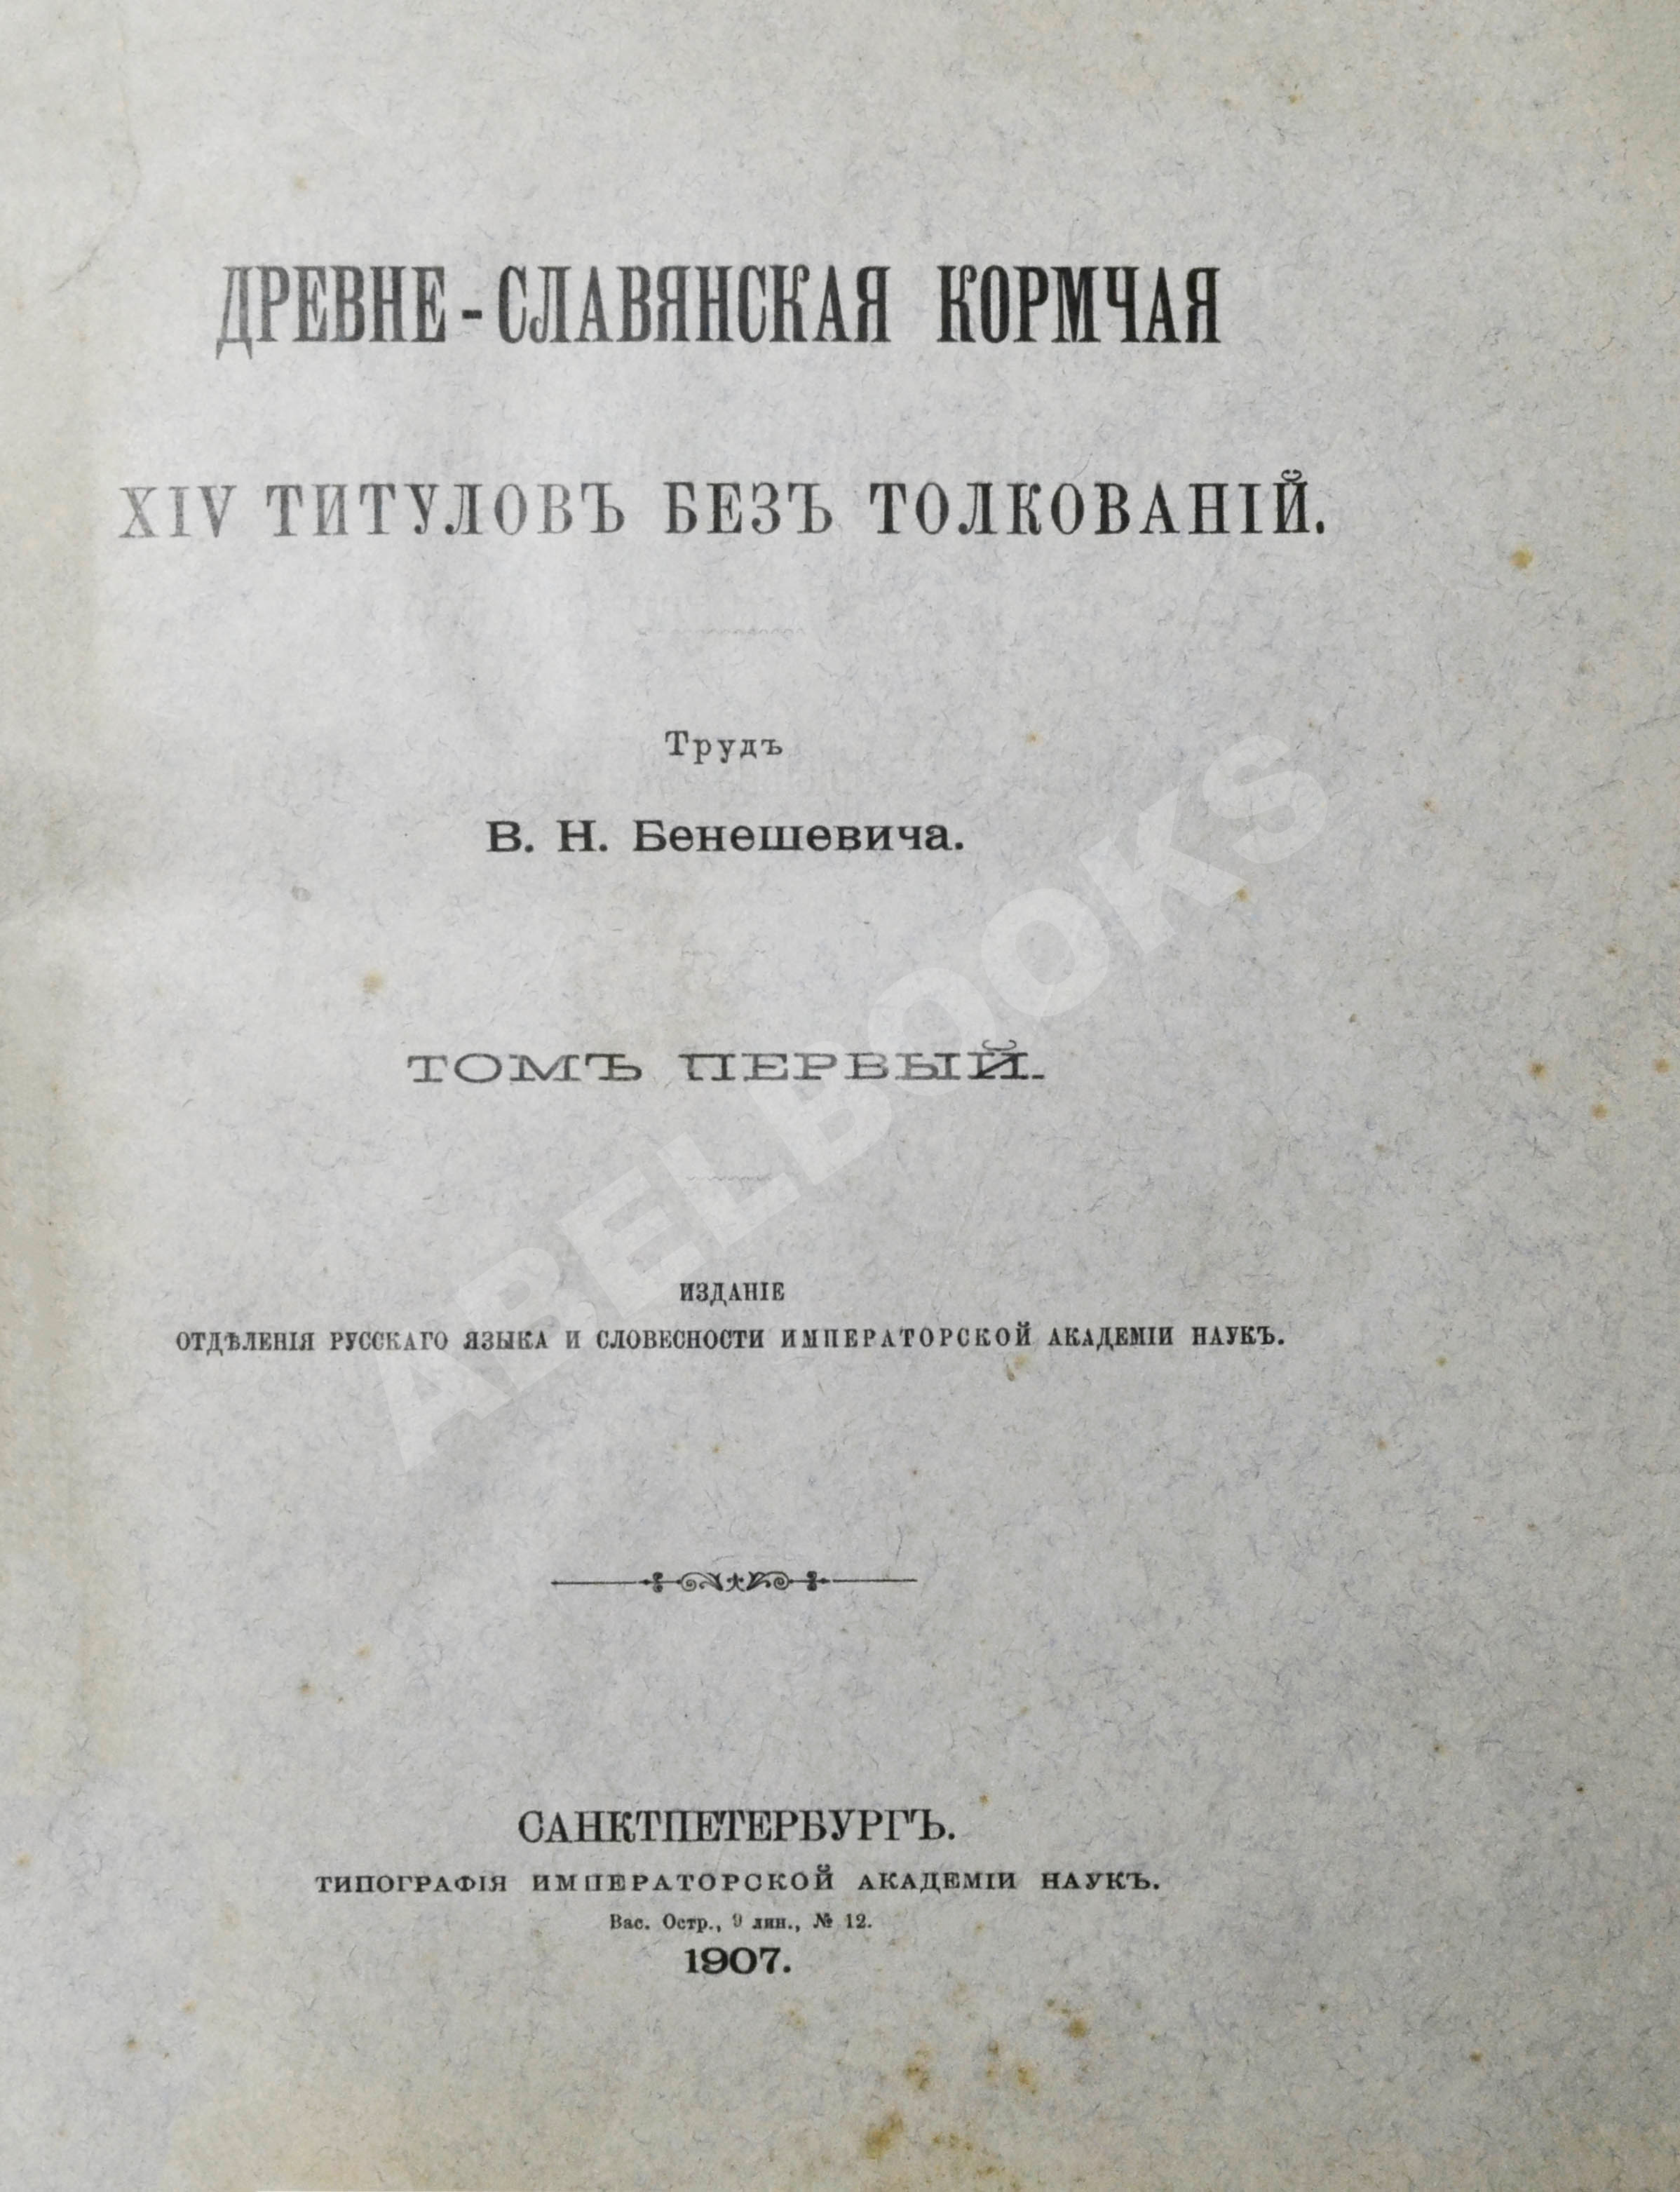 ДРЕВНЕ-СЛАВЯНСКАЯ КОРМЧАЯ
XIV ТИТУЛОВЪ БЕЗЪ ТОЛКОВАНІЙ.
Трудъ
В. Н. Бенешевича.
ТОМЪ ПЕРВЫЙ.
ИЗДАНІЕ
ОТДѢЛЕНІЯ РУССКАГО ЯЗЫКА И СЛОВЕСНОСТИ ИМПЕРАТОРСКОЙ АКАДЕМІИ НАУКЪ.
САНКТПЕТЕРБУРГЪ.
ТИПОГРАФІЯ ИМПЕРАТОРСКОЙ АКАДЕМІИ НАУКЪ.
Вас. Остр., 9 лин., № 12.
1907.
ABELBOOKS